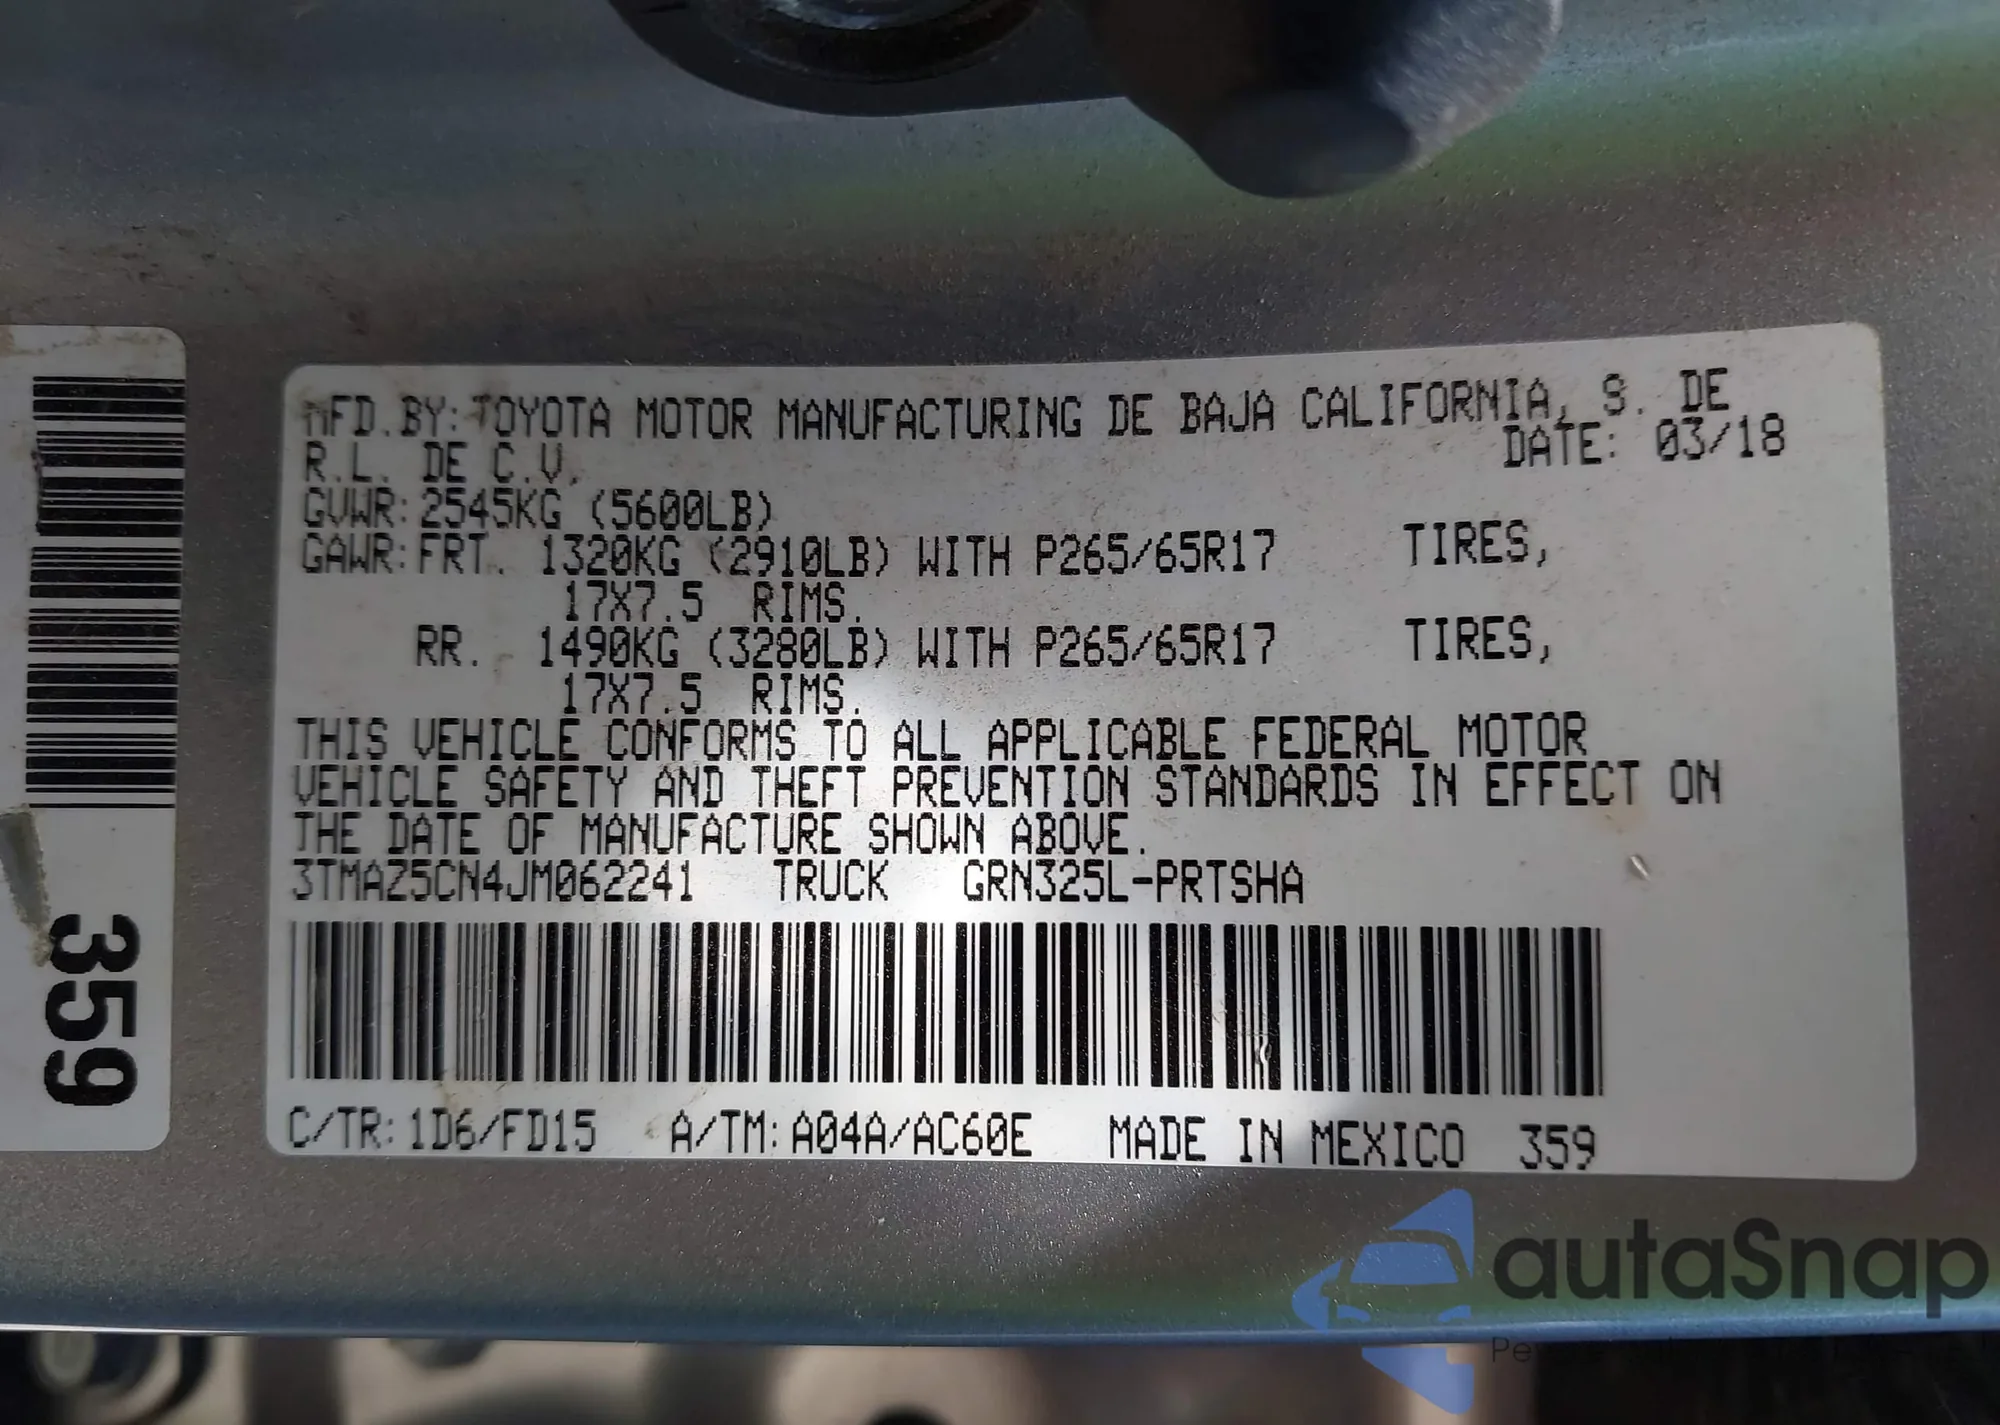 MFD.BY: TOYOTA MOTOR MANUFACTURING DE BAJA CALIFORNIA, S. DE
R.L. DE C.V.
DATE: 03/18
GVWR: 2545KG (5600LB)
GAWR: FRT. 1320KG (2910LB) WITH P265/65R17 TIRES,
17X7.5 RIMS.
RR. 1490KG (3280LB) WITH P265/65R17 TIRES,
17X7.5 RIMS.
THIS VEHICLE CONFORMS TO ALL APPLICABLE FEDERAL MOTOR
VEHICLE SAFETY AND THEFT PREVENTION STANDARDS IN EFFECT ON
THE DATE OF MANUFACTURE SHOWN ABOVE.
3TMAZ5CN4JM062241 TRUCK GRN325L-PRTSHA
C/TR: 1D6/FD15 A/TM: A04A/AC60E MADE IN MEXICO 359
359
autaSnap